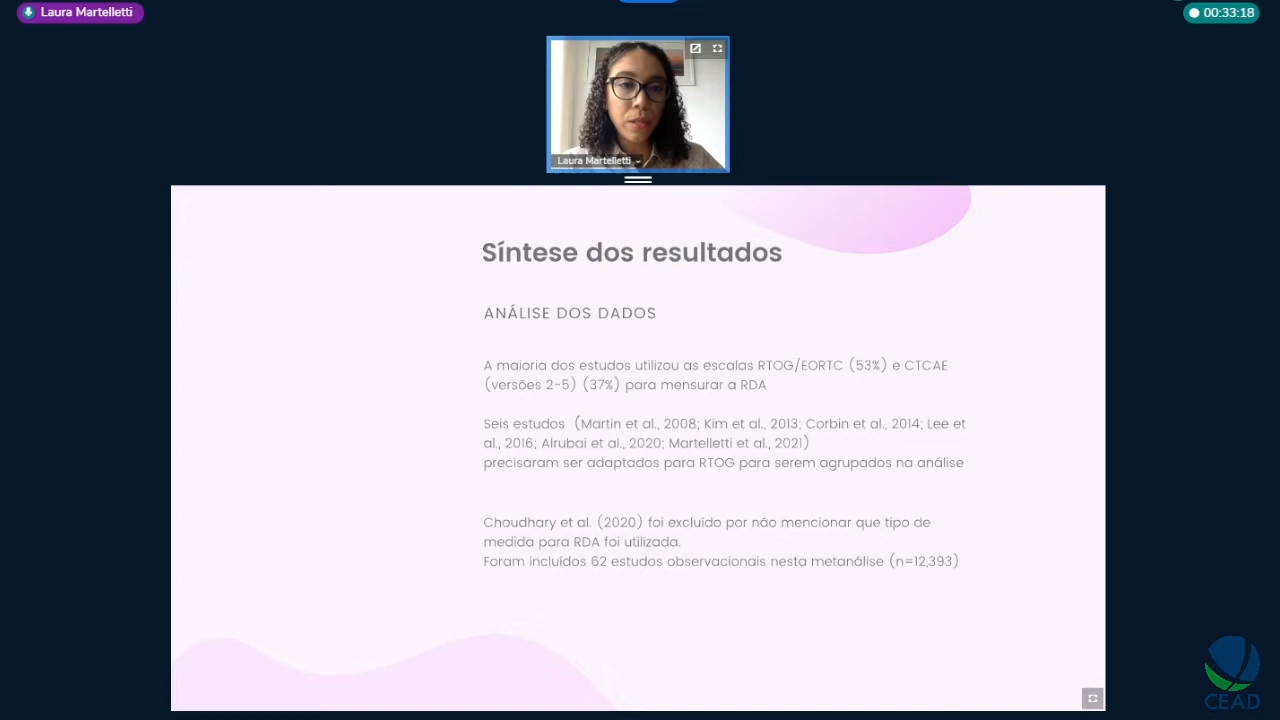 Laura Martelletti
00:33:18
Laura Martelletti
Síntese dos resultados
ANÁLISE DOS DADOS
A maioria dos estudos utilizou as escalas RTOG/EORTC (53%) e CTCAE
(versões 2-5) (37%) para mensurar a RDA
Seis estudos (Martin et al., 2008; Kim et al., 2013; Corbin et al., 2014; Lee et
al., 2016; Alrubai et al., 2020; Martelletti et al., 2021)
precisaram ser adaptados para RTOG para serem agrupados na análise
Choudhary et al. (2020) foi excluído por não mencionar que tipo de
medida para RDA foi utilizada.
Foram incluídos 62 estudos observacionais nesta metanálise (n=12,393)
CEAD